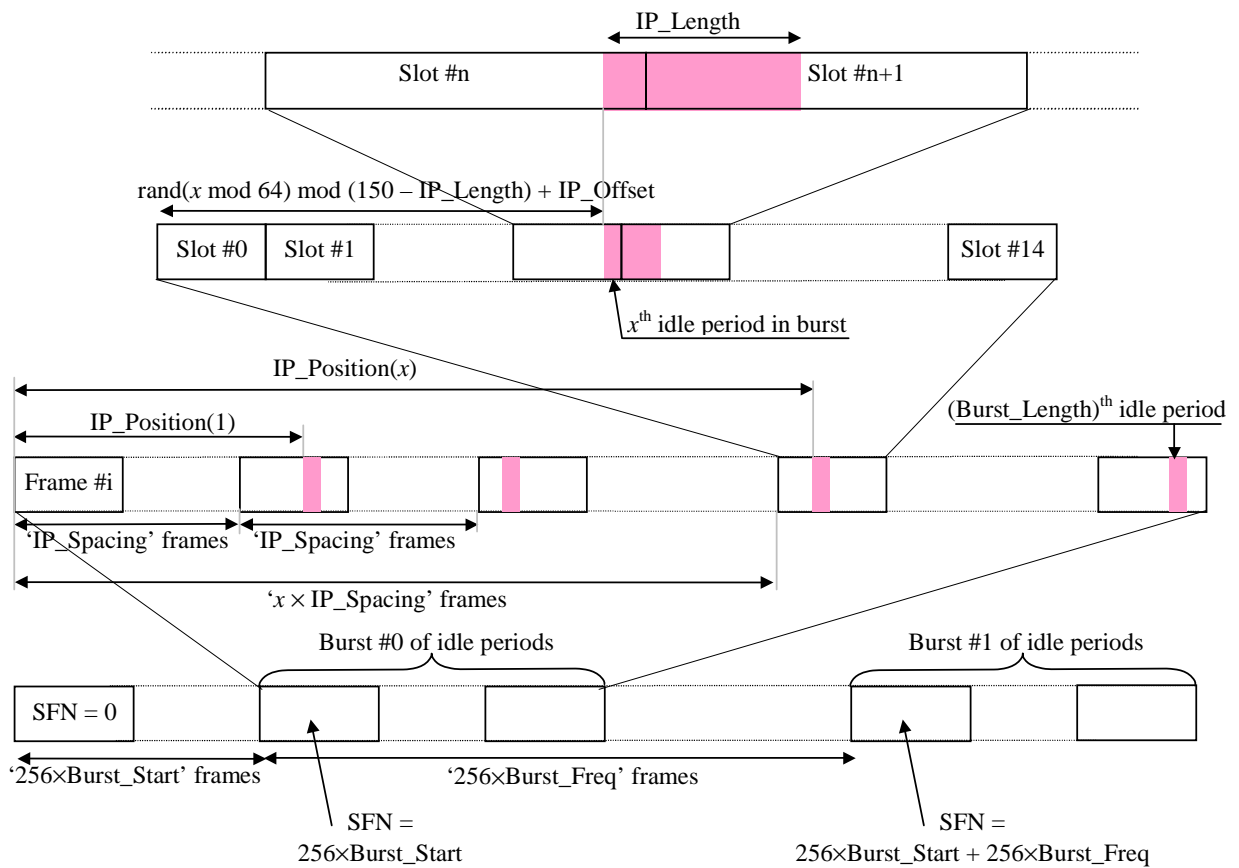 IP_Length
Slot #n
Slot #n+1
rand(x mod 64) mod (150 – IP_Length) + IP_Offset
Slot #0
Slot #1
Slot #14
xth idle period in burst
IP_Position(x)
IP_Position(1)
(Burst_Length)th idle period
Frame #i
‘IP_Spacing’ frames
‘IP_Spacing’ frames
‘x × IP_Spacing’ frames
Burst #0 of idle periods
Burst #1 of idle periods
SFN = 0
‘256×Burst_Start’ frames
‘256×Burst_Freq’ frames
SFN =
256×Burst_Start
SFN =
256×Burst_Start + 256×Burst_Freq